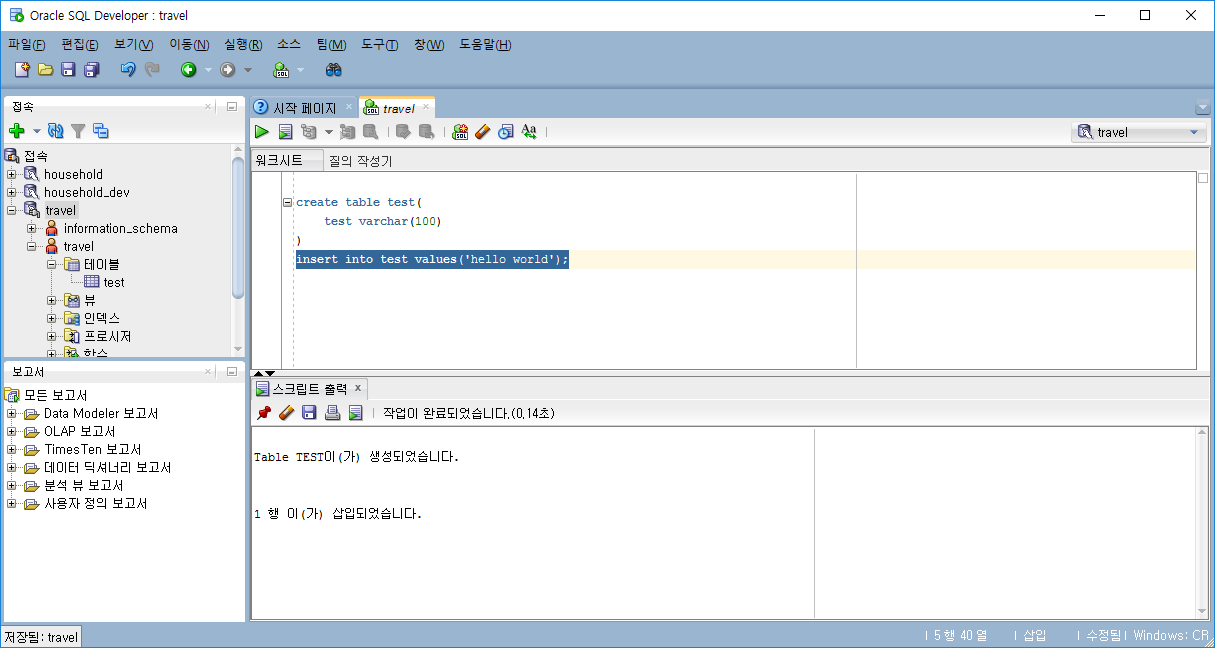 Oracle SQL Developer : travel
파일(F) 편집(E) 보기(V) 이동(N) 실행(R) 소스 팀(M) 도구(T) 창(W) 도움말(H)
접속
접속
household
household_dev
travel
information_schema
travel
테이블
test
뷰
인덱스
프로시저
함수
보고서
모든 보고서
Data Modeler 보고서
OLAP 보고서
TimesTen 보고서
데이터 딕셔너리 보고서
분석 뷰 보고서
사용자 정의 보고서
시작 페이지 travel
travel
워크시트 질의 작성기
create table test(
test varchar(100)
)
insert into test values('hello world');
스크립트 출력
작업이 완료되었습니다.(0.14초)
Table TEST이(가) 생성되었습니다.
1 행 이(가) 삽입되었습니다.
저장됨: travel
5 행 40 열 삽입 수정됨 Windows: CR